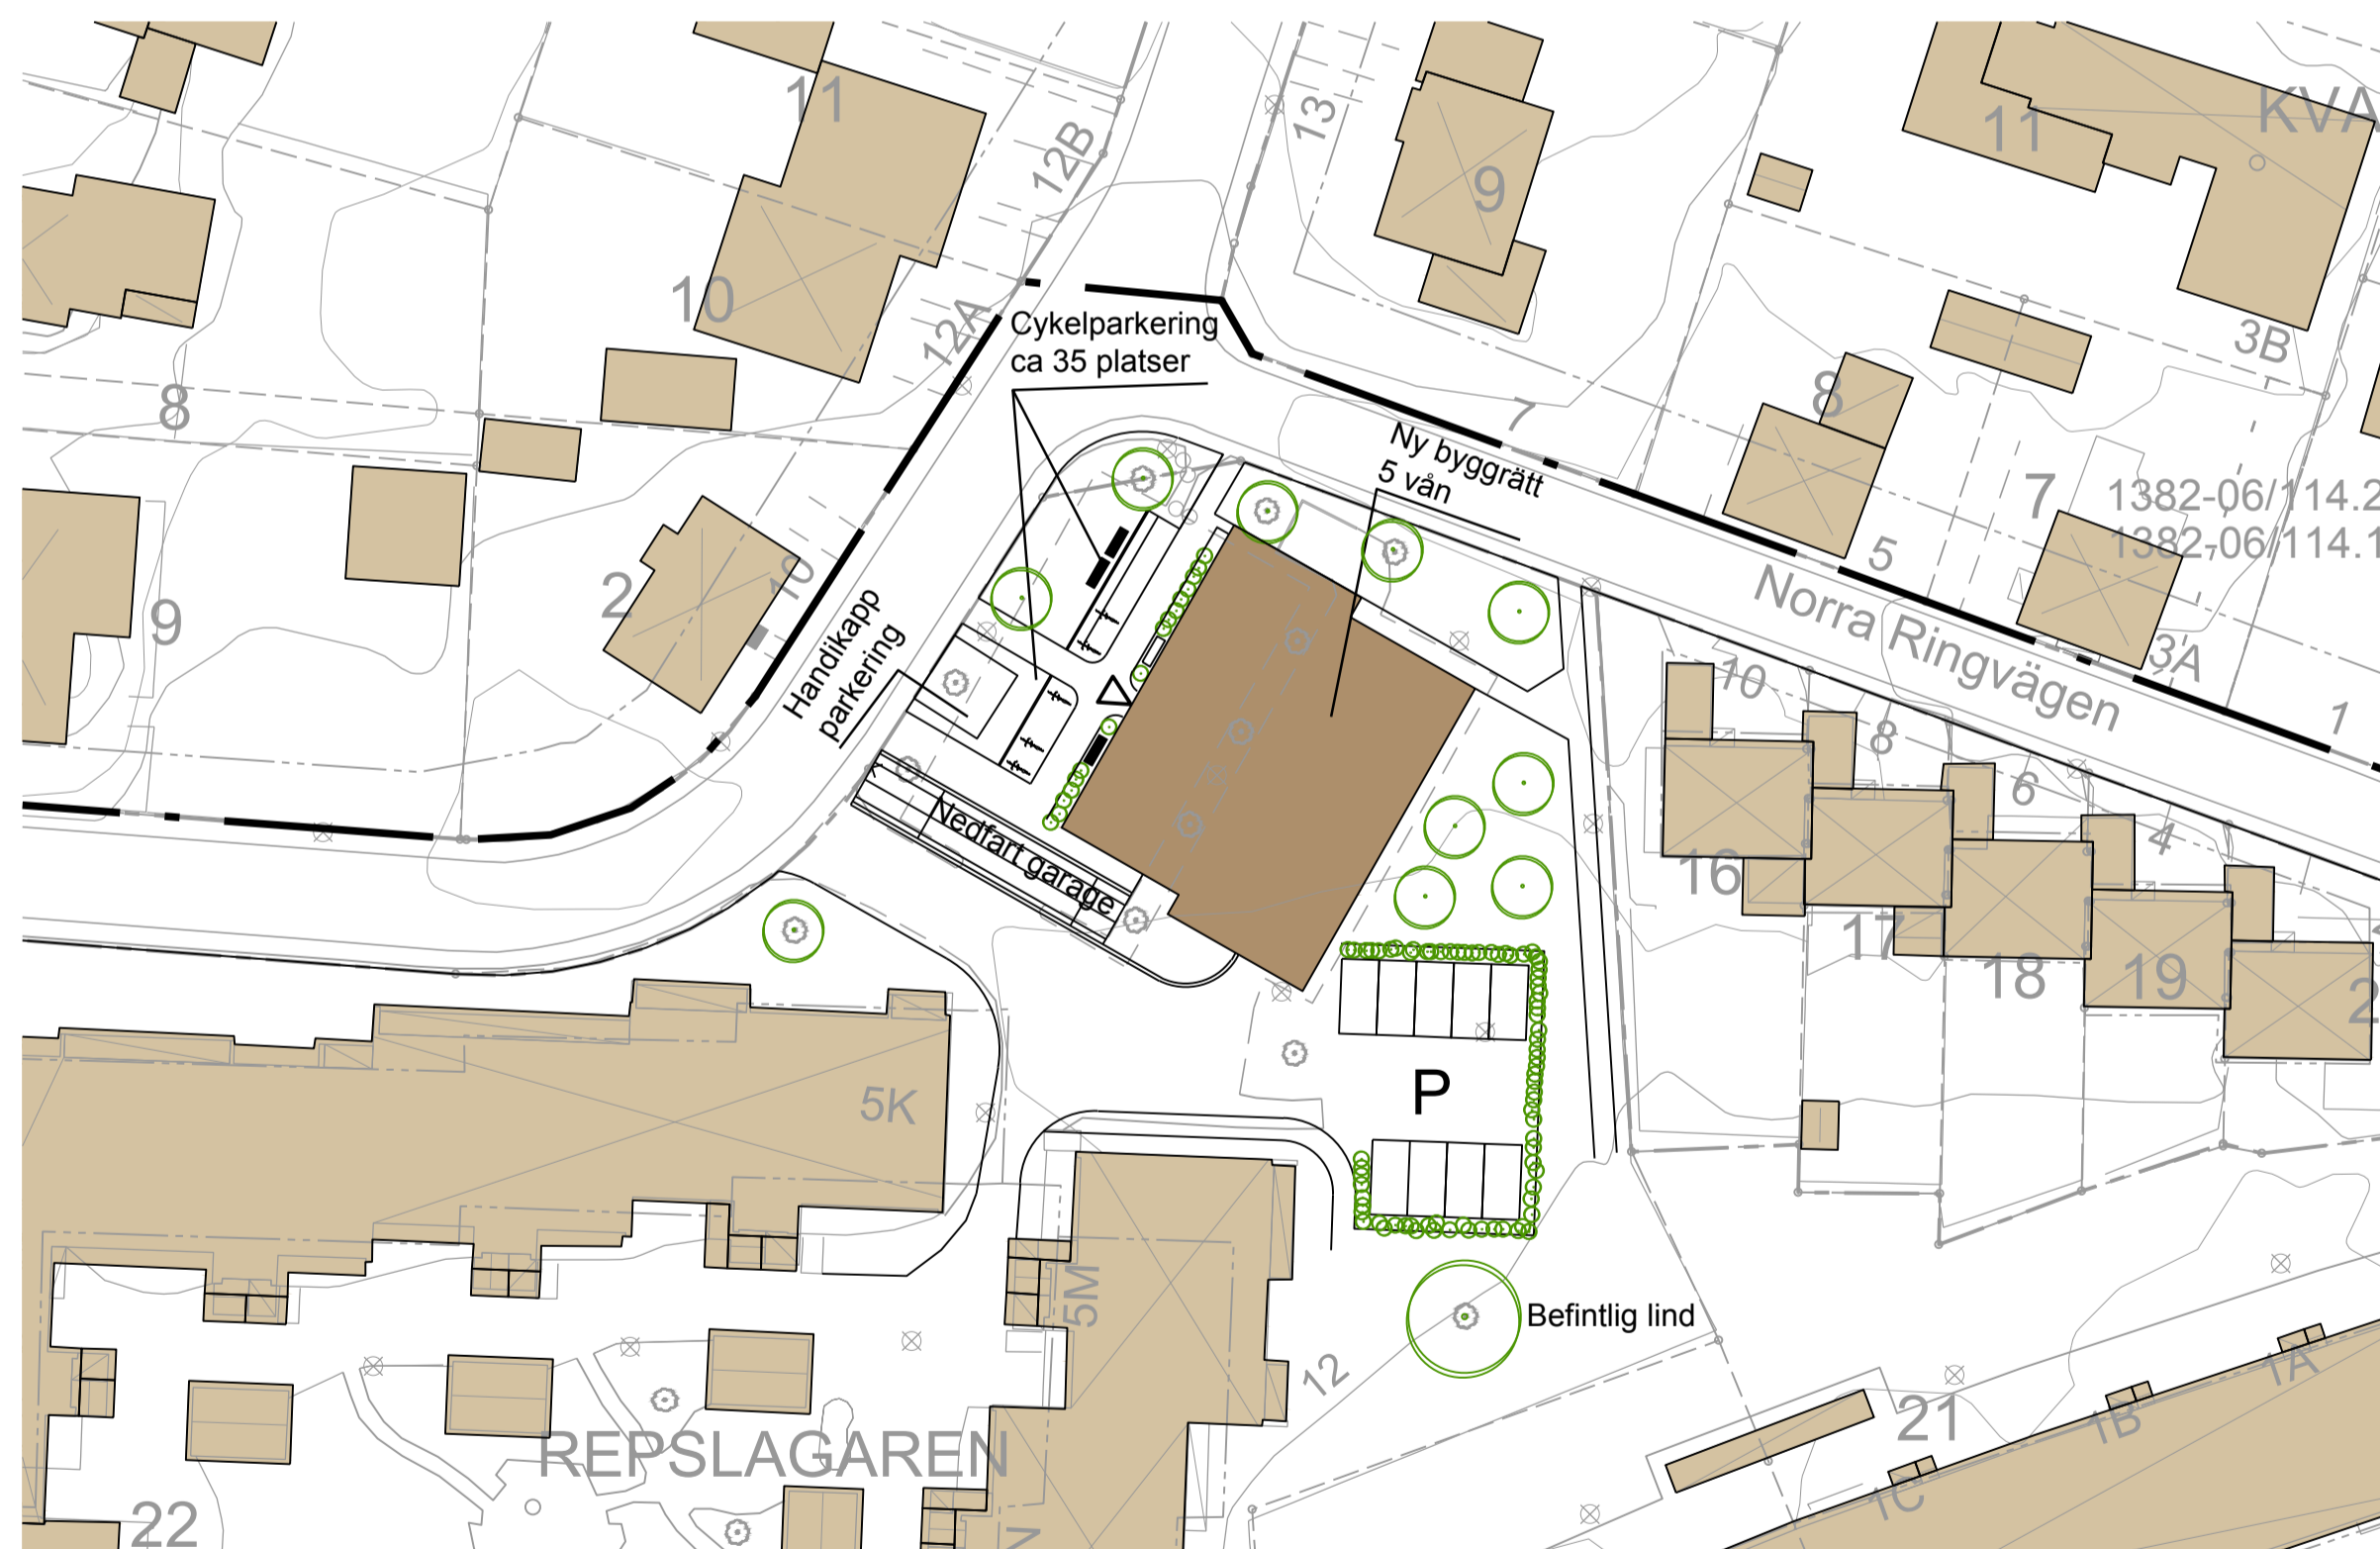 11
KVA
11
13
12B
9
10
12A
3B
Cykelparkering
ca 35 platser
8
8
7
Ny byggrätt
5 vån
7
1382-06/114.2
1382-06/114.1
5
2
10
9
Norra Ringvägen
3A
1
Handikapp
parkering
10
8
6
4
Nedfart garage
16
17
18
19
2
5K
P
5M
Befintlig lind
12
1A
21
1B
REPSLAGAREN
1C
22